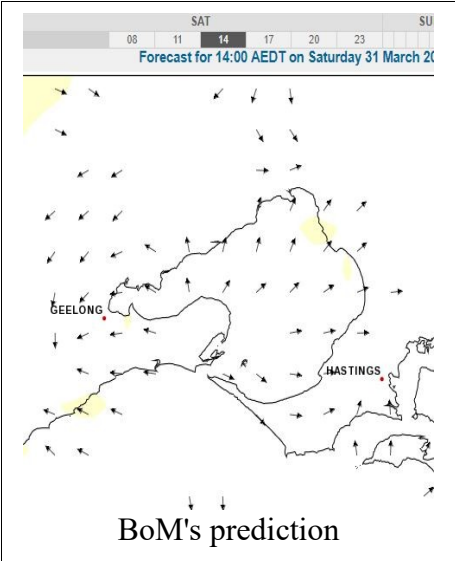 SAT SU
08 11 14 17 20 23
Forecast for 14:00 AEDT on Saturday 31 March 20
GEELONG
HASTINGS
BoM's prediction